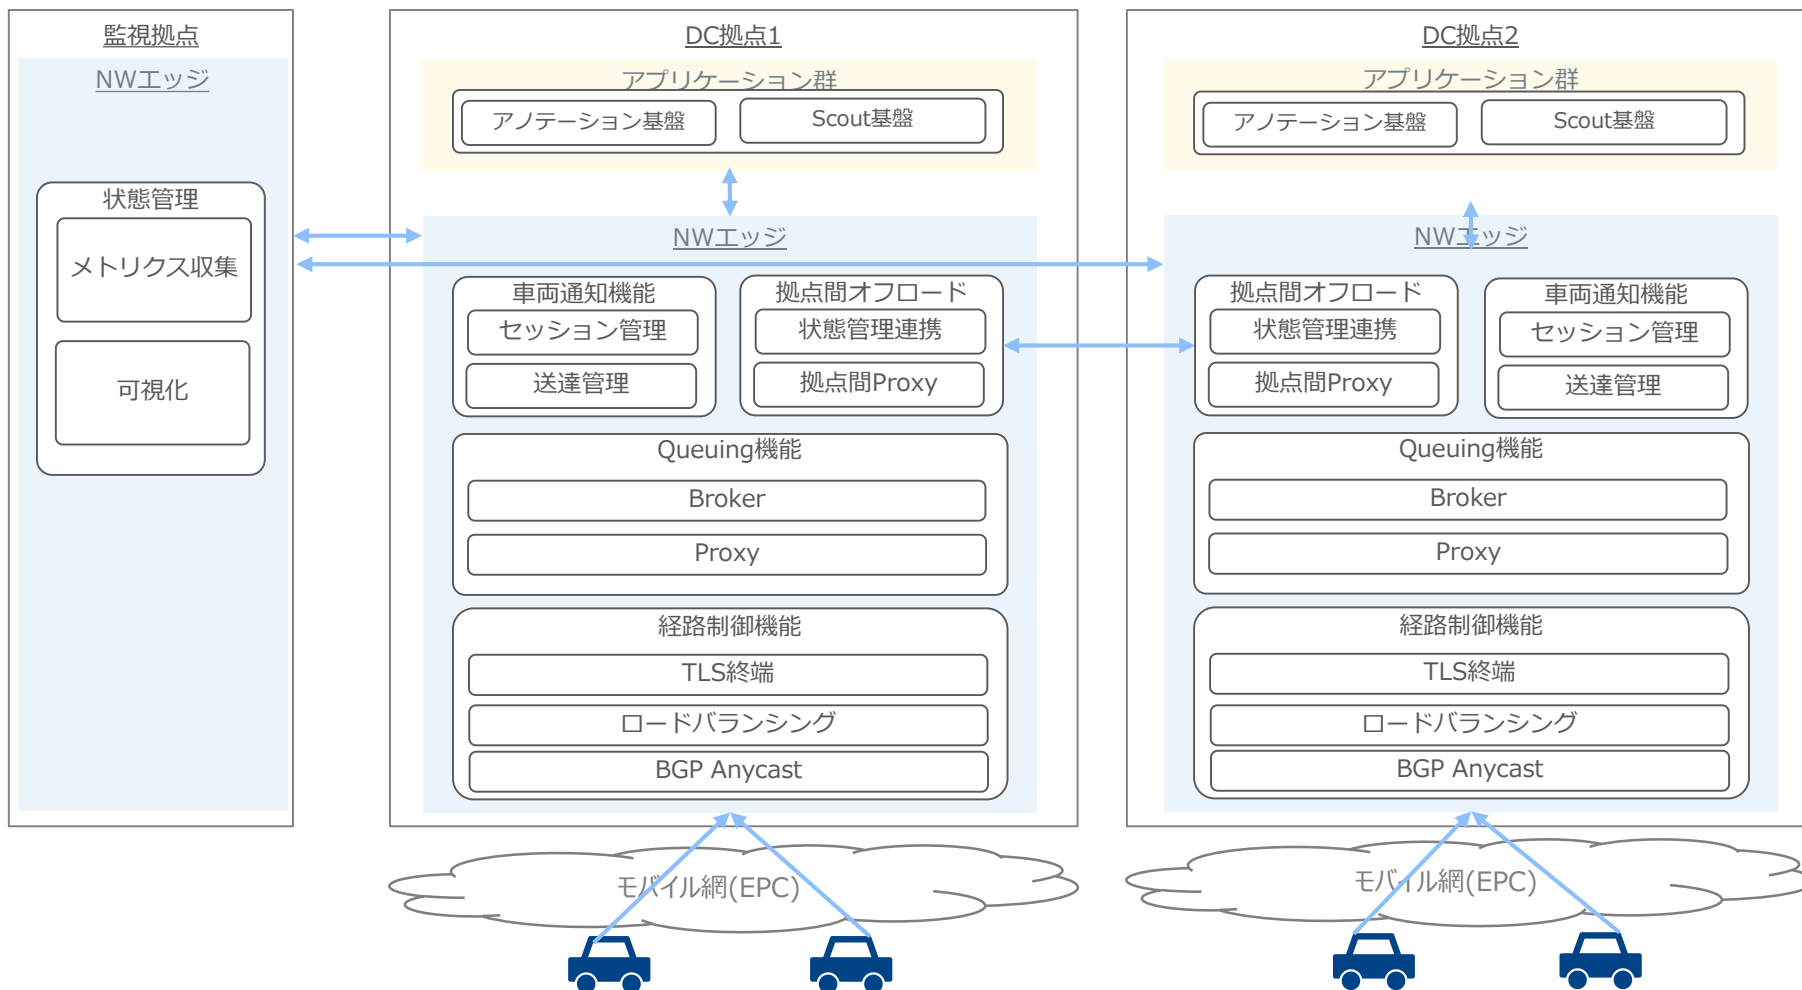 監視拠点
NWエッジ
状態管理
メトリクス収集
可視化
DC拠点1
アプリケーション群
アノテーション基盤
Scout基盤
NWエッジ
車両通知機能
セッション管理
送達管理
拠点間オフロード
状態管理連携
拠点間Proxy
Queuing機能
Broker
Proxy
経路制御機能
TLS終端
ロードバランシング
BGP Anycast
モバイル網(EPC)
DC拠点2
アプリケーション群
アノテーション基盤
Scout基盤
NWエッジ
拠点間オフロード
状態管理連携
拠点間Proxy
車両通知機能
セッション管理
送達管理
Queuing機能
Broker
Proxy
経路制御機能
TLS終端
ロードバランシング
BGP Anycast
モバイル網(EPC)